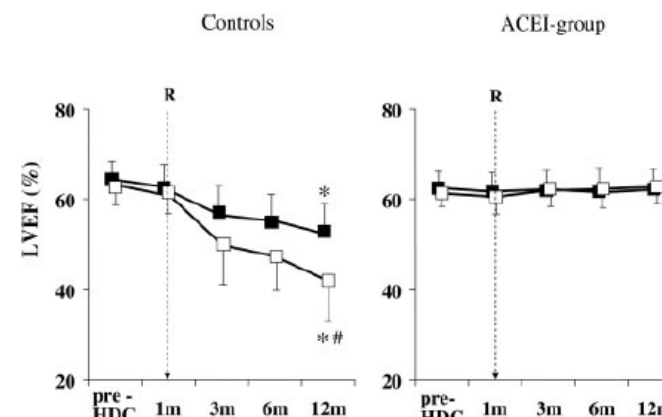 Controls
ACEI-group
R
R
80
80
LVEF (%)
60
60
*
40
40
*#
20
20
pre - 1m 3m 6m 12m
HDC
pre - 1m 3m 6m 12m
HDC